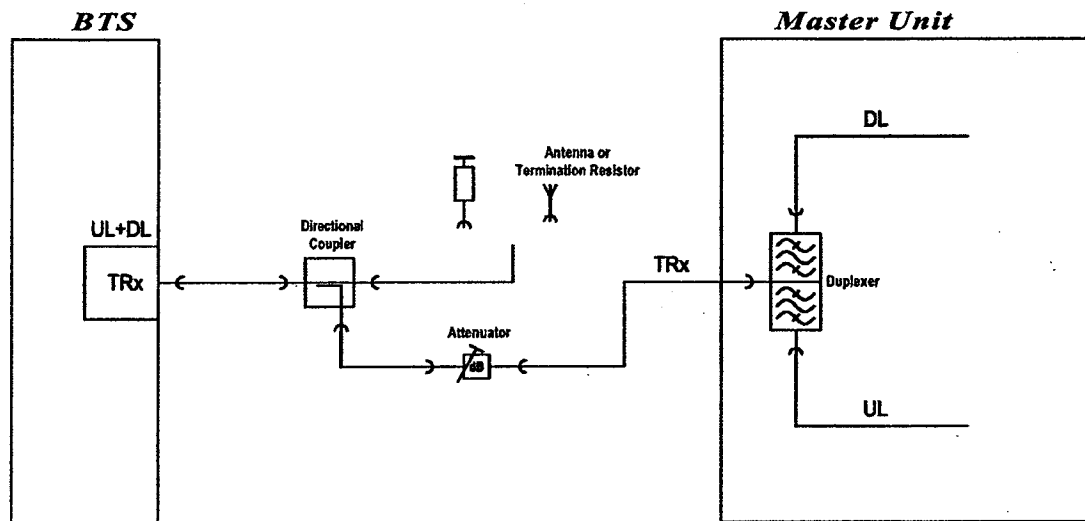 BTS
Master Unit
DL
Antenna or
Termination Resistor
UL+DL
Directional
Coupler
TRx
TRx
Duplexer
Attenuator
dB
UL